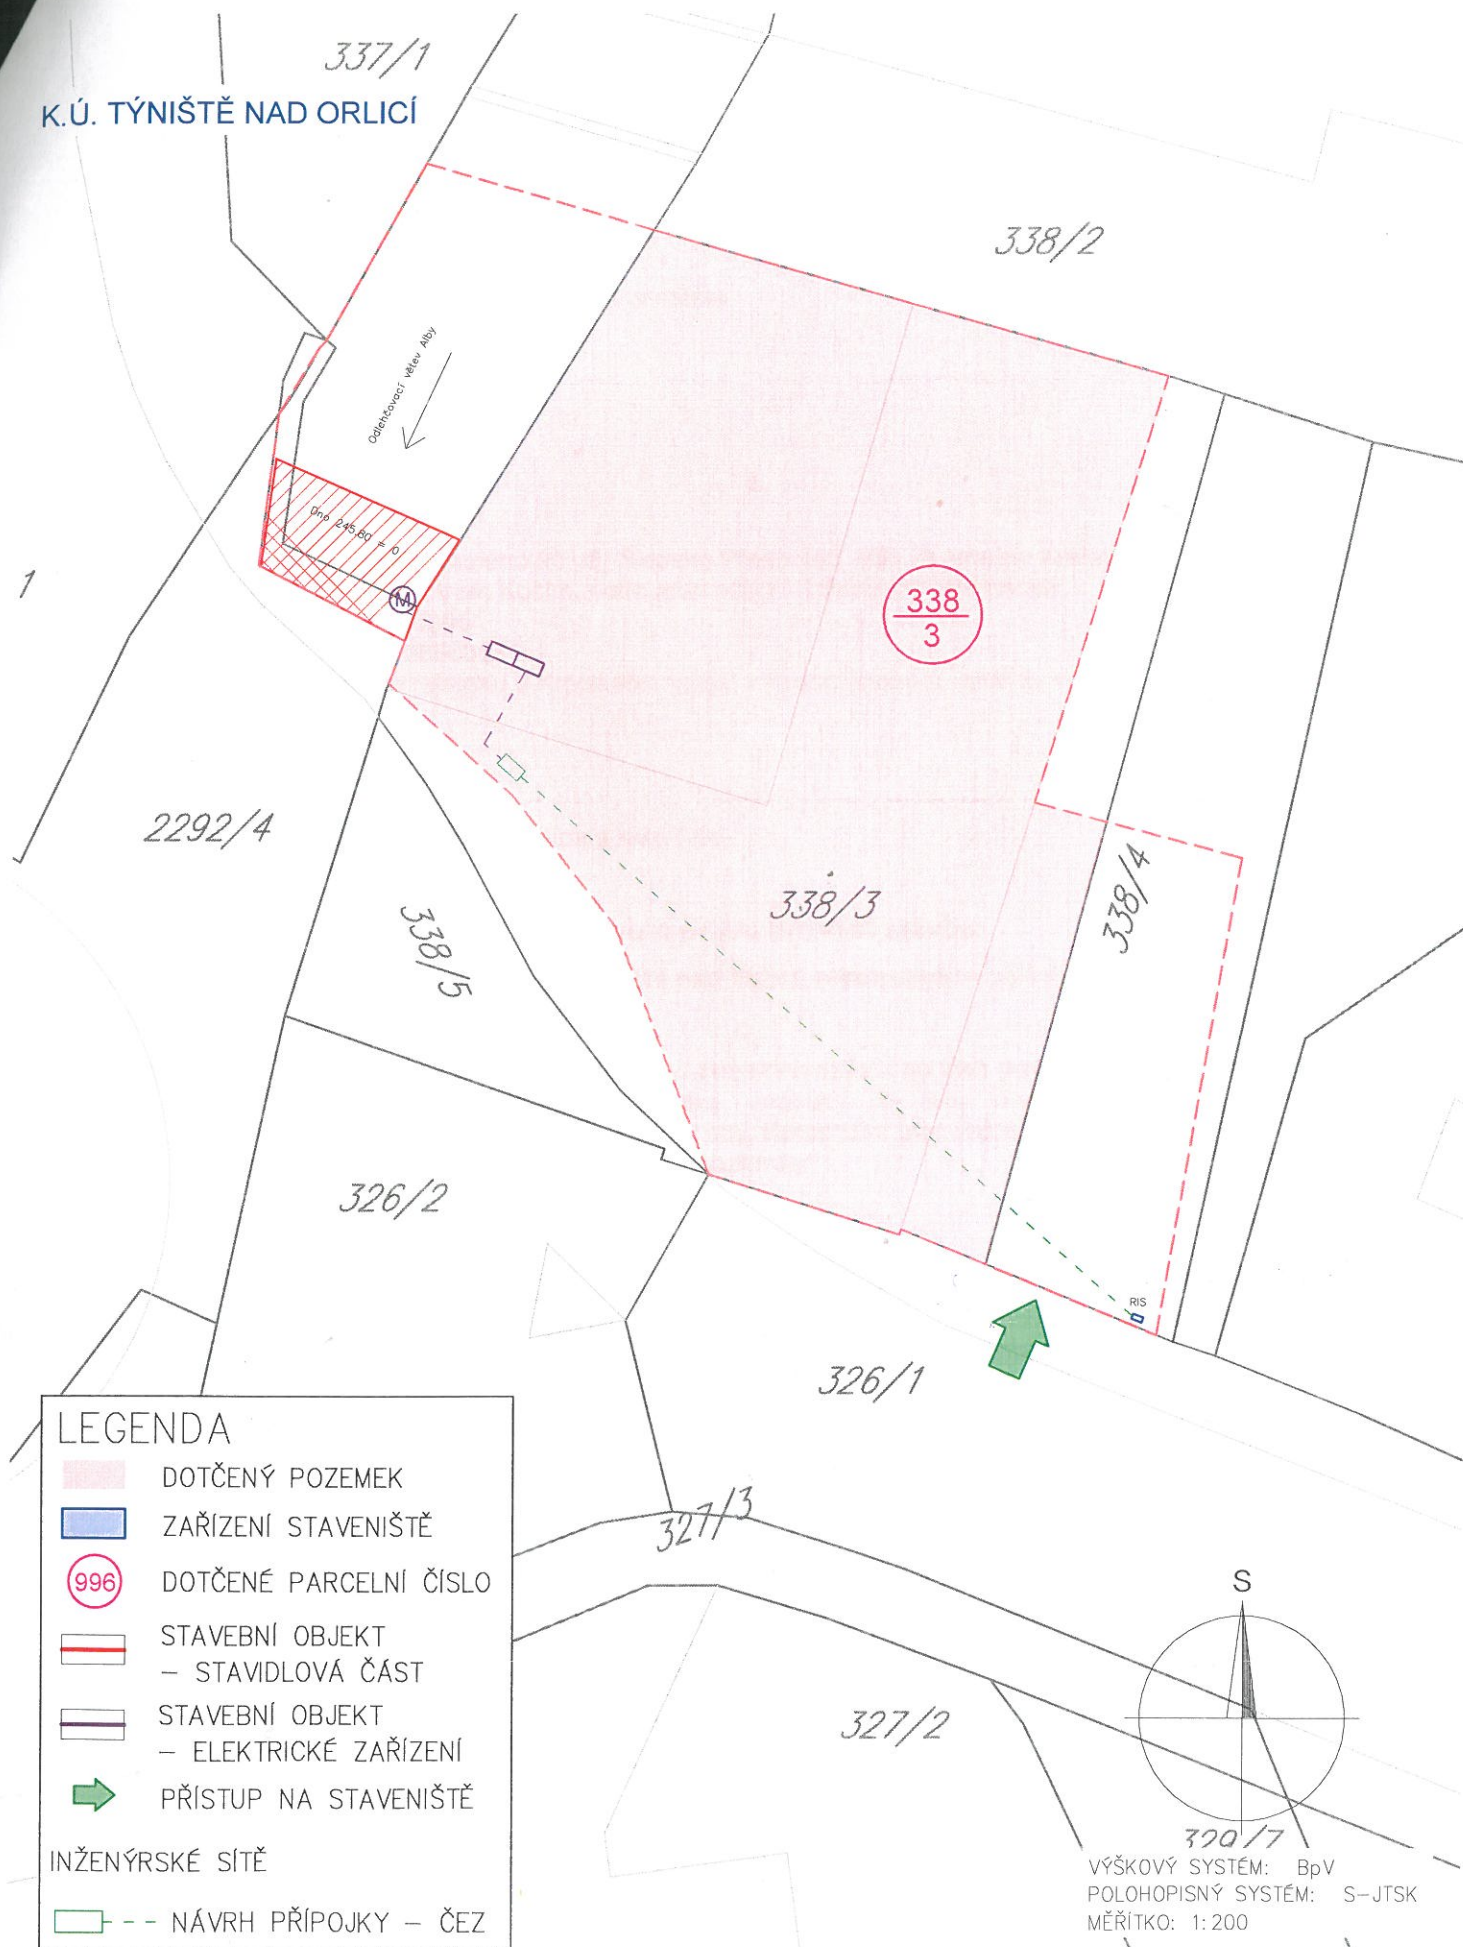 337/1
K.Ú. TÝNIŠTĚ NAD ORLICÍ
338/2
Odlehčovací větev Alby
Dno 245,80 = 0
M
338
3
1
2292/4
338/3
338/4
338/5
326/2
RIS
326/1
LEGENDA
DOTČENÝ POZEMEK
ZAŘÍZENÍ STAVENIŠTĚ
996 DOTČENÉ PARCELNÍ ČÍSLO
STAVEBNÍ OBJEKT
– STAVIDLOVÁ ČÁST
STAVEBNÍ OBJEKT
– ELEKTRICKÉ ZAŘÍZENÍ
PŘÍSTUP NA STAVENIŠTĚ
INŽENÝRSKÉ SÍTĚ
NÁVRH PŘÍPOJKY – ČEZ
327/3
S
327/2
329/7
VÝŠKOVÝ SYSTÉM: BpV
POLOHOPISNÝ SYSTÉM: S-JTSK
MĚŘÍTKO: 1:200